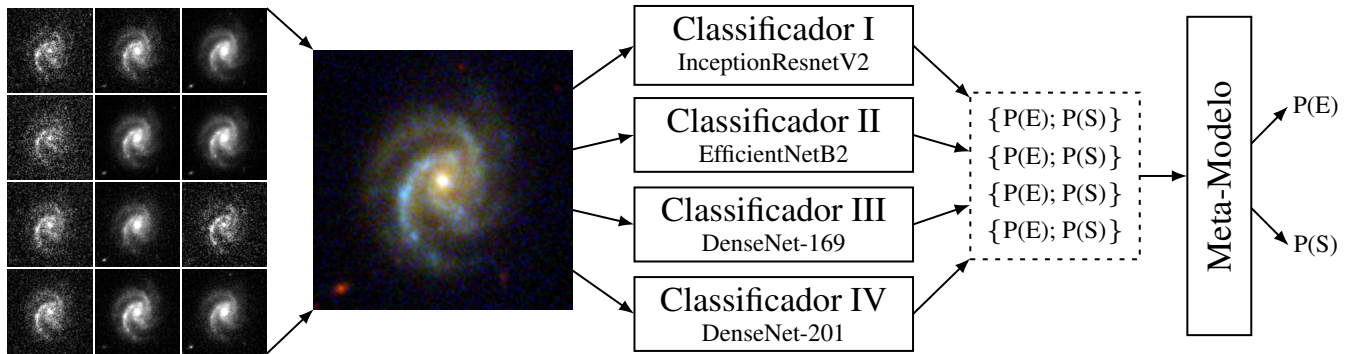 Classificador I
InceptionResnetV2
Classificador II
EfficientNetB2
Classificador III
DenseNet-169
Classificador IV
DenseNet-201
{P(E); P(S)}
{P(E); P(S)}
{P(E); P(S)}
{P(E); P(S)}
Meta-Modelo
P(E)
P(S)